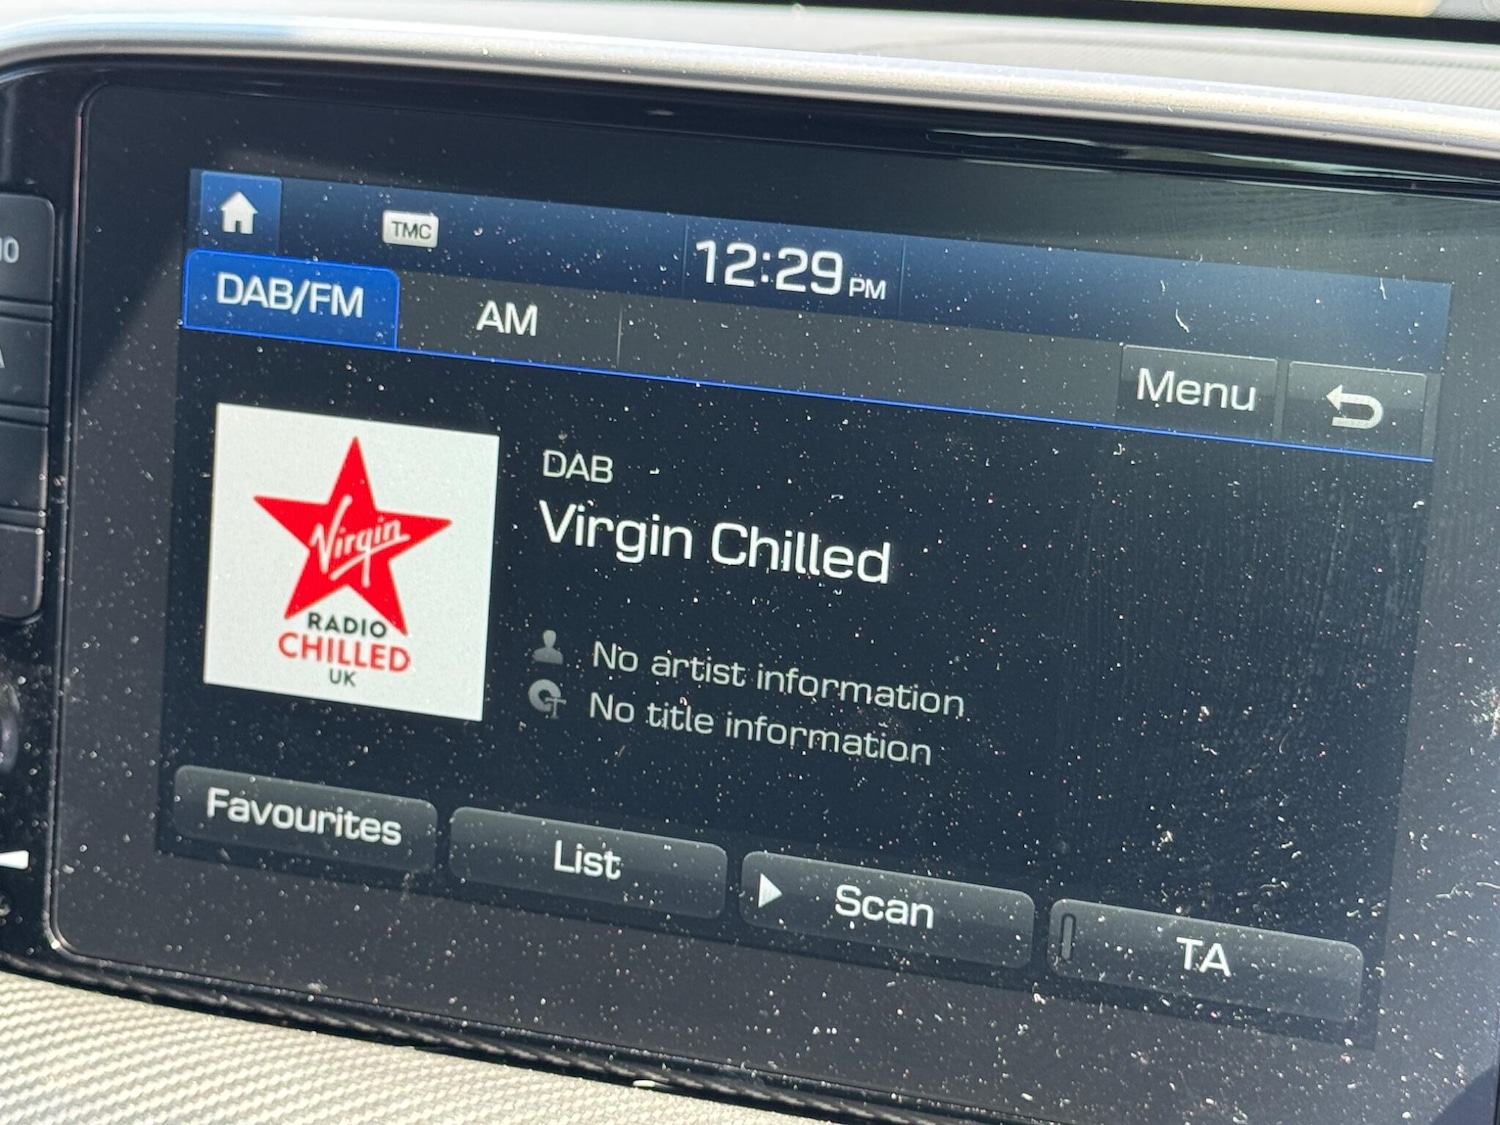 TMC
12:29 PM
DAB/FM
AM
Menu
Virgin
RADIO
CHILLED
UK
DAB
Virgin Chilled
No artist information
No title information
Favourites
List
Scan
TA